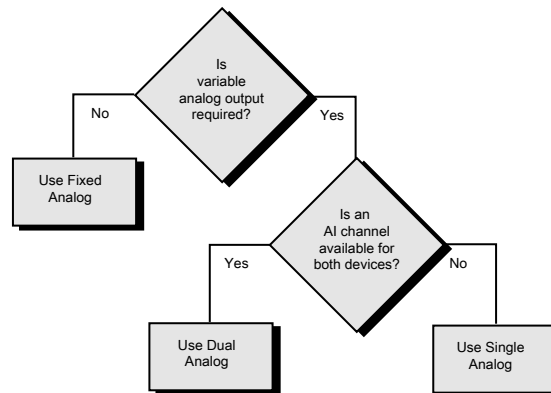 Is
variable
analog output
required?
No
Yes
Use Fixed
Analog
Is an
AI channel
available for
both devices?
Yes
No
Use Dual
Analog
Use Single
Analog